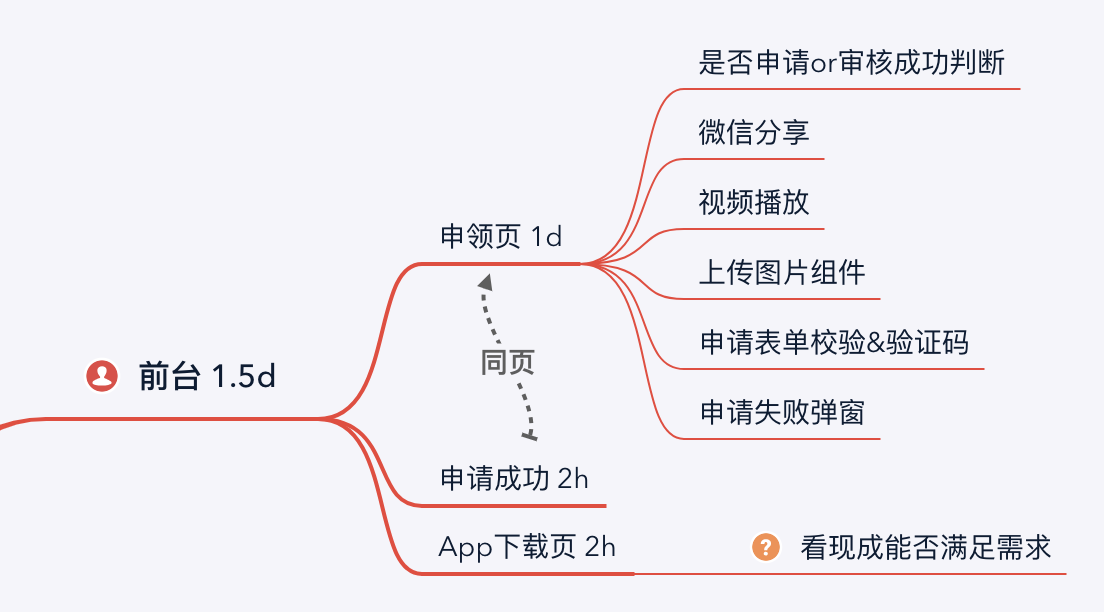 前台 1.5d
申领页 1d
是否申请or审核成功判断
微信分享
视频播放
上传图片组件
申请表单校验&验证码
申请失败弹窗
同页
申请成功 2h
App下载页 2h
? 看现成能否满足需求